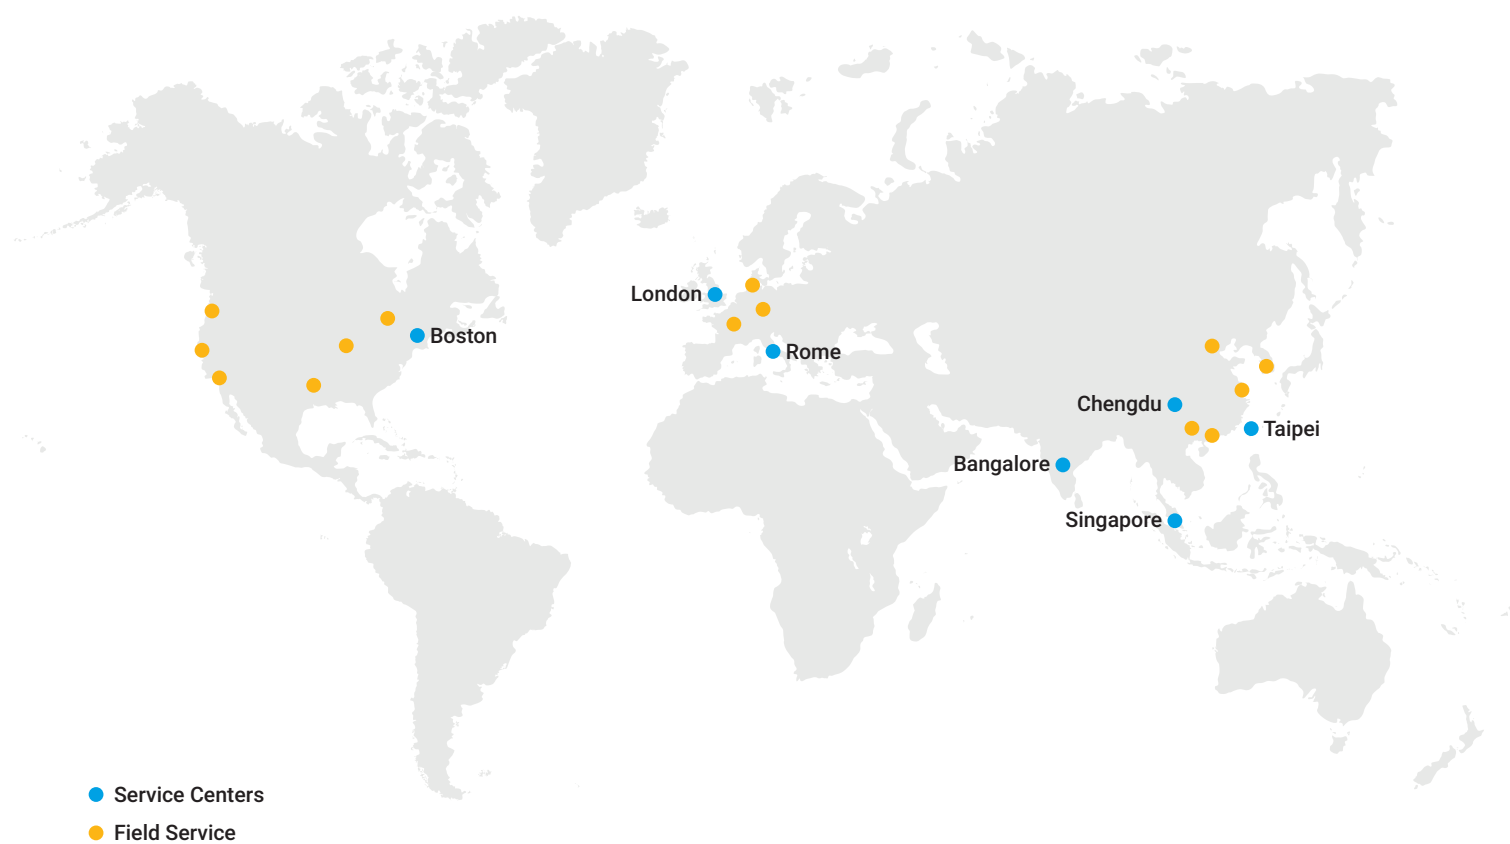 London
Boston
Rome
Chengdu
Taipei
Bangalore
Singapore
Service Centers
Field Service